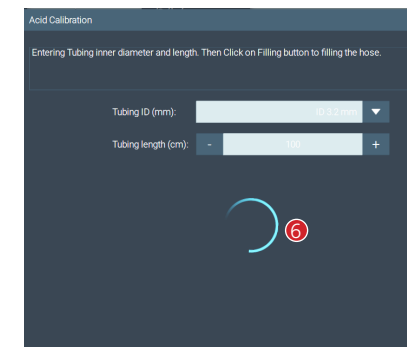 Acid Calibration
Entering Tubing inner diameter and length. Then Click on Filling button to filling the hose.
Tubing ID (mm): ID 3.2 mm
Tubing length (cm): - 100 +
6